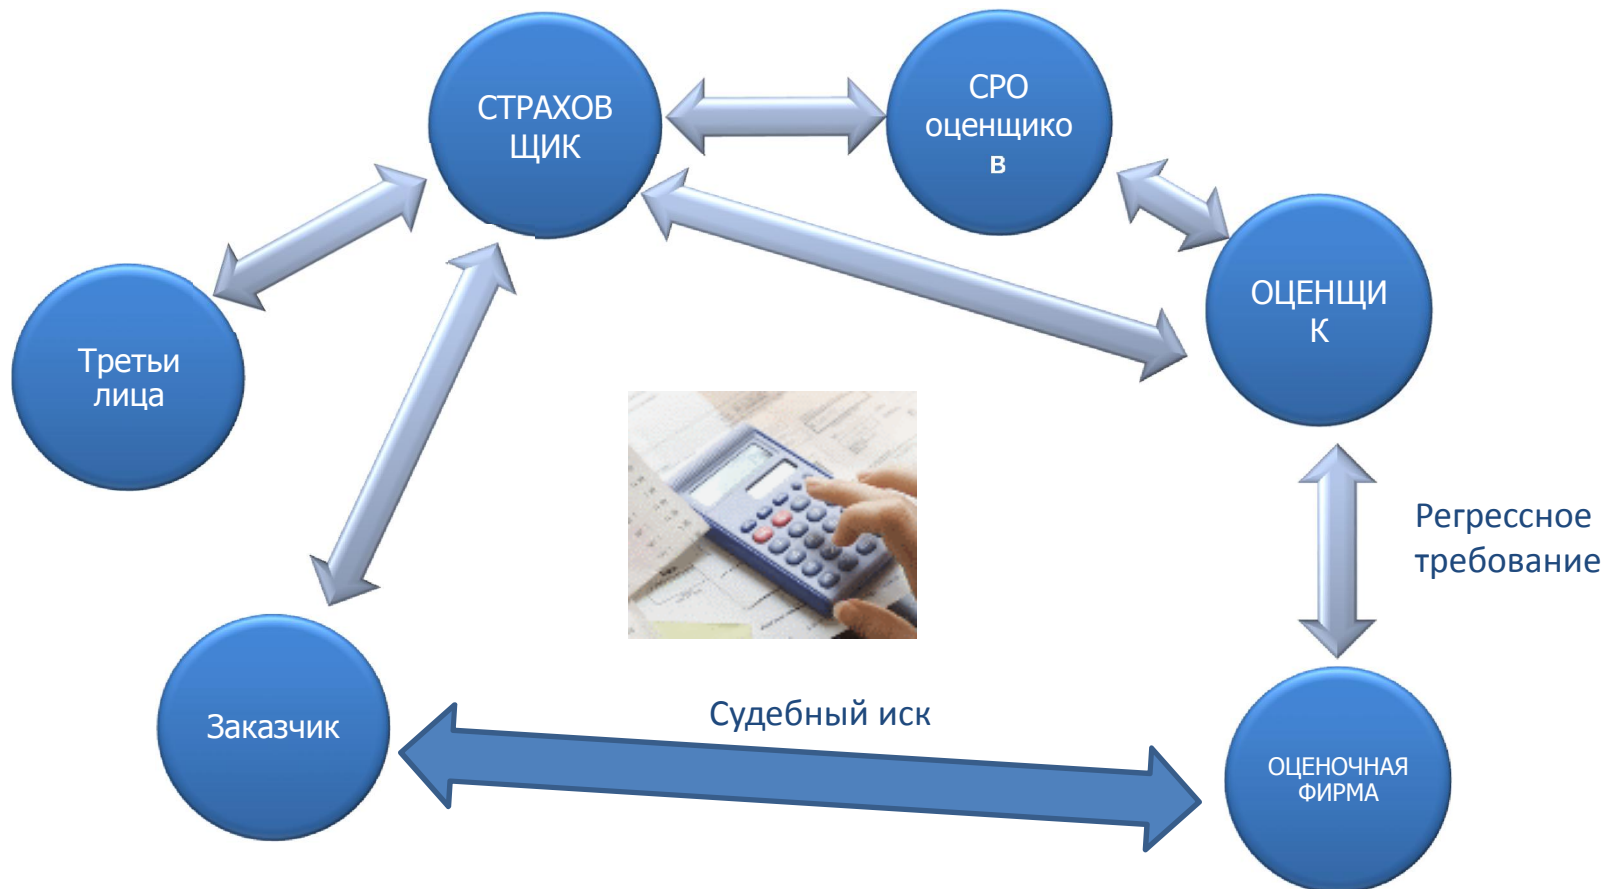 СТРАХОВ
ЩИК
СРО
оценщико
в
ОЦЕНЩИ
К
Третьи
лица
Регрессное
требование
Судебный иск
Заказчик
ОЦЕНОЧНАЯ
ФИРМА